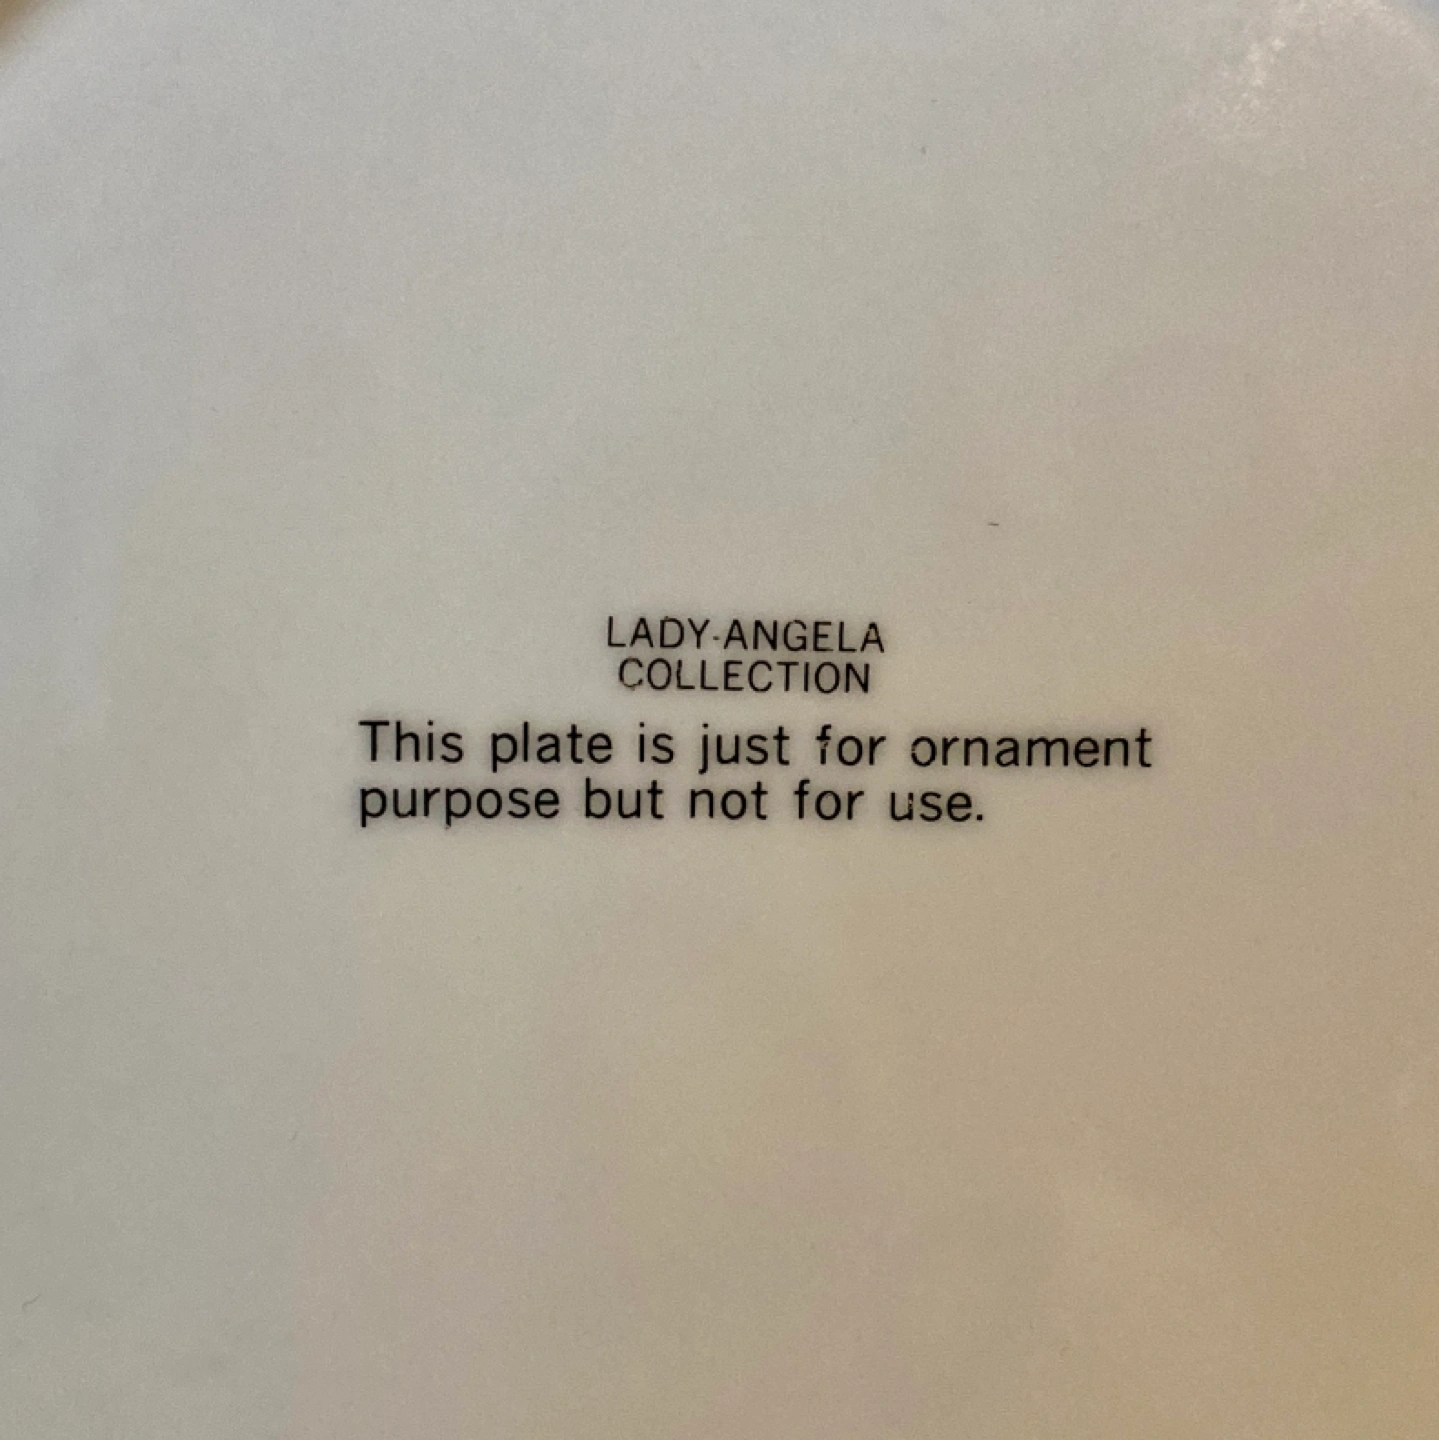 LADY-ANGELA
COLLECTION
This plate is just for ornament
purpose but not for use.